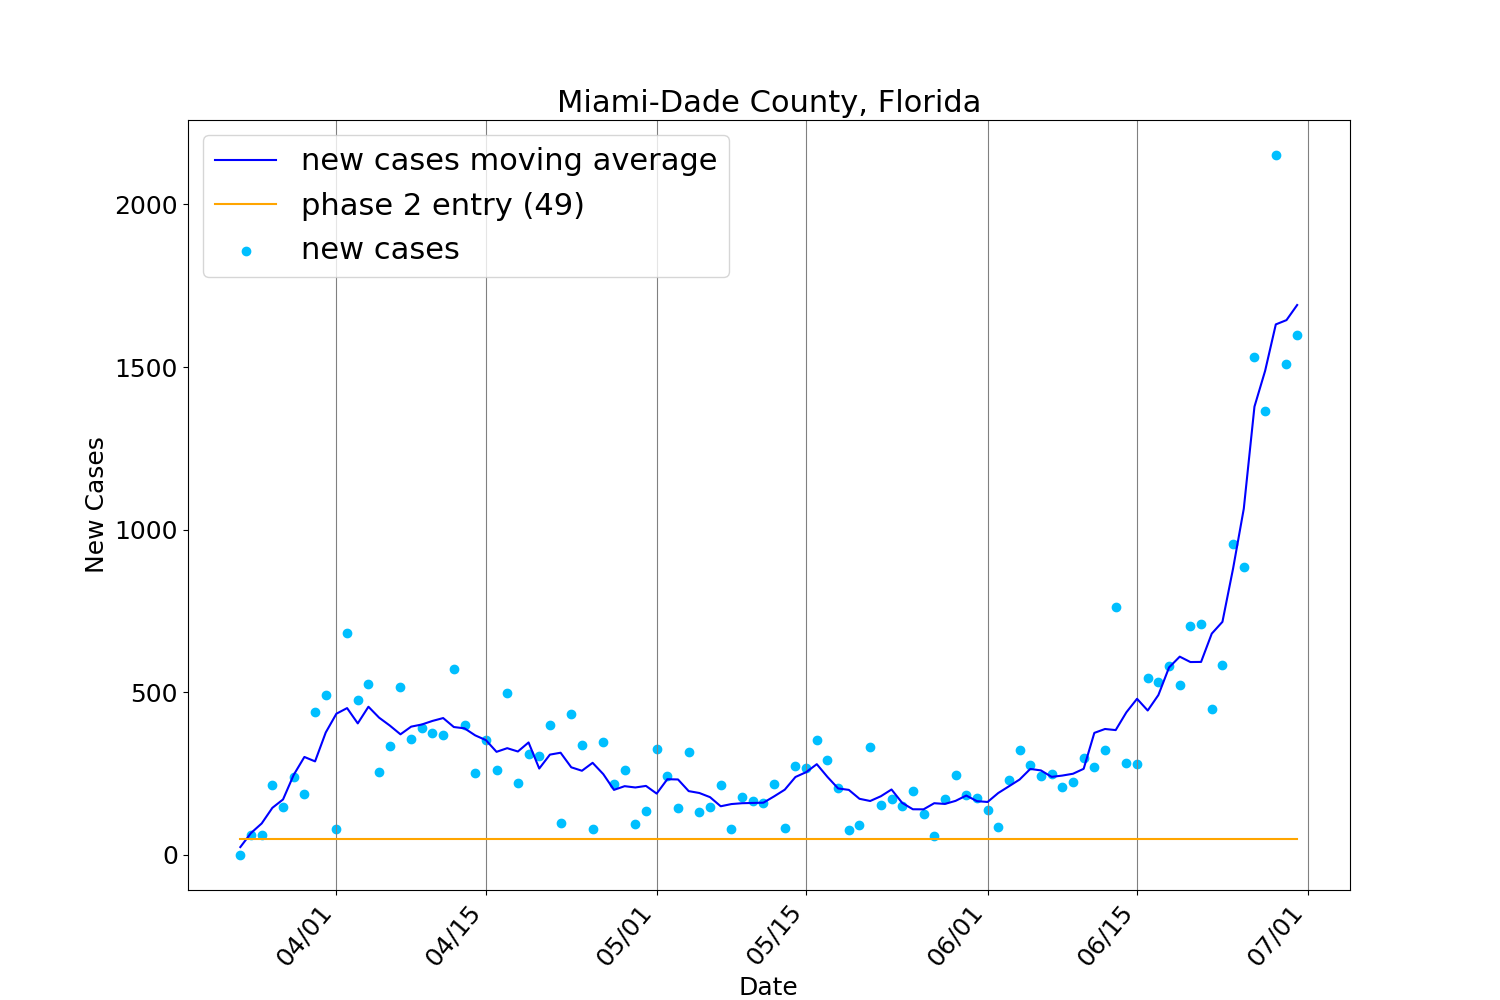 Miami-Dade County, Florida
new cases moving average
phase 2 entry (49)
new cases
2000
1500
1000
500
0
New Cases
04/01
04/15
05/01
05/15
06/01
06/15
07/01
Date